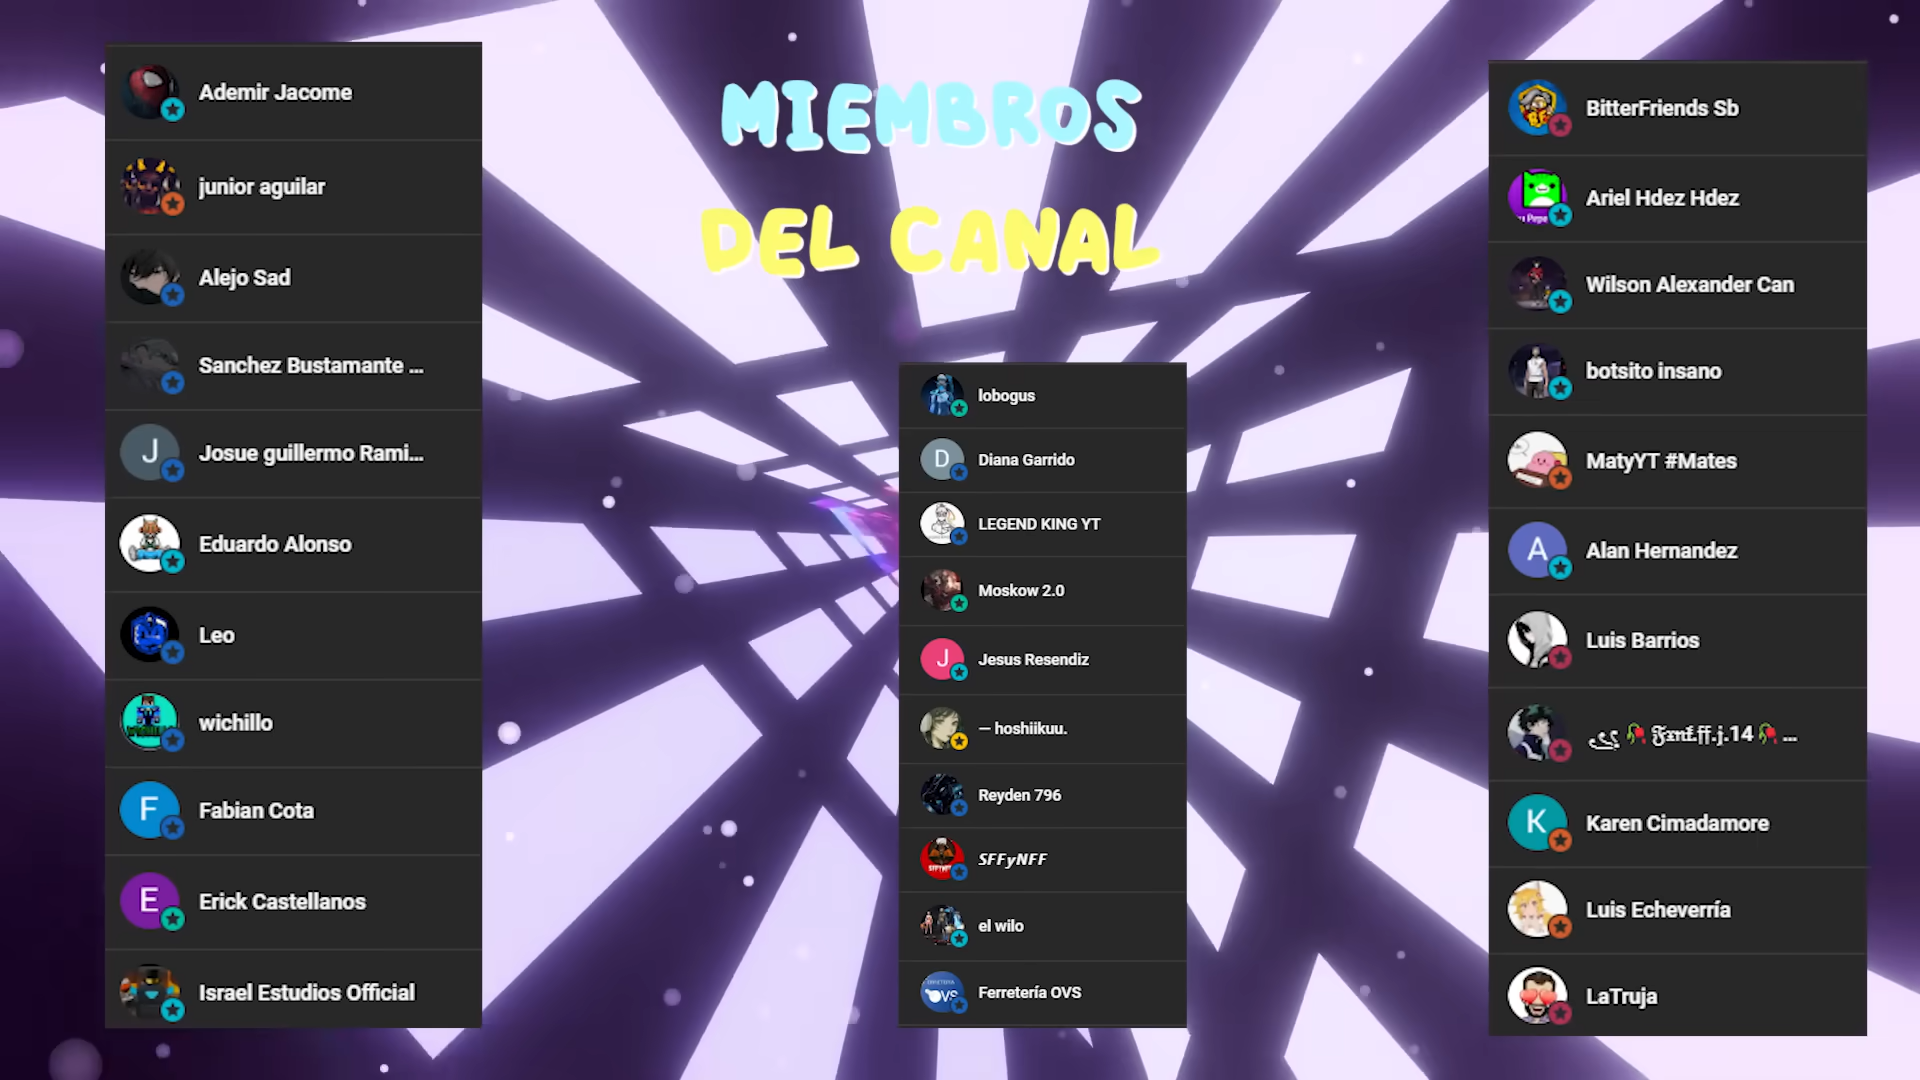 MIEMBROS
DEL CANAL
Ademir Jacome
junior aguilar
Alejo Sad
Sanchez Bustamante ...
J
Josue guillermo Rami...
Eduardo Alonso
Leo
wichillo
F
Fabian Cota
E
Erick Castellanos
Israel Estudios Official
lobogus
D
Diana Garrido
LEGEND KING YT
Moskow 2.0
J
Jesus Resendiz
— hoshiikuu.
Reyden 796
SFFyNFF
el wilo
OVS
Ferretería OVS
BitterFriends Sb
Ariel Hdez Hdez
Wilson Alexander Can
botsito insano
MatyYT #Mates
A
Alan Hernandez
Luis Barrios
.ff.j.14🥀...
K
Karen Cimadamore
Luis Echeverría
LaTruja